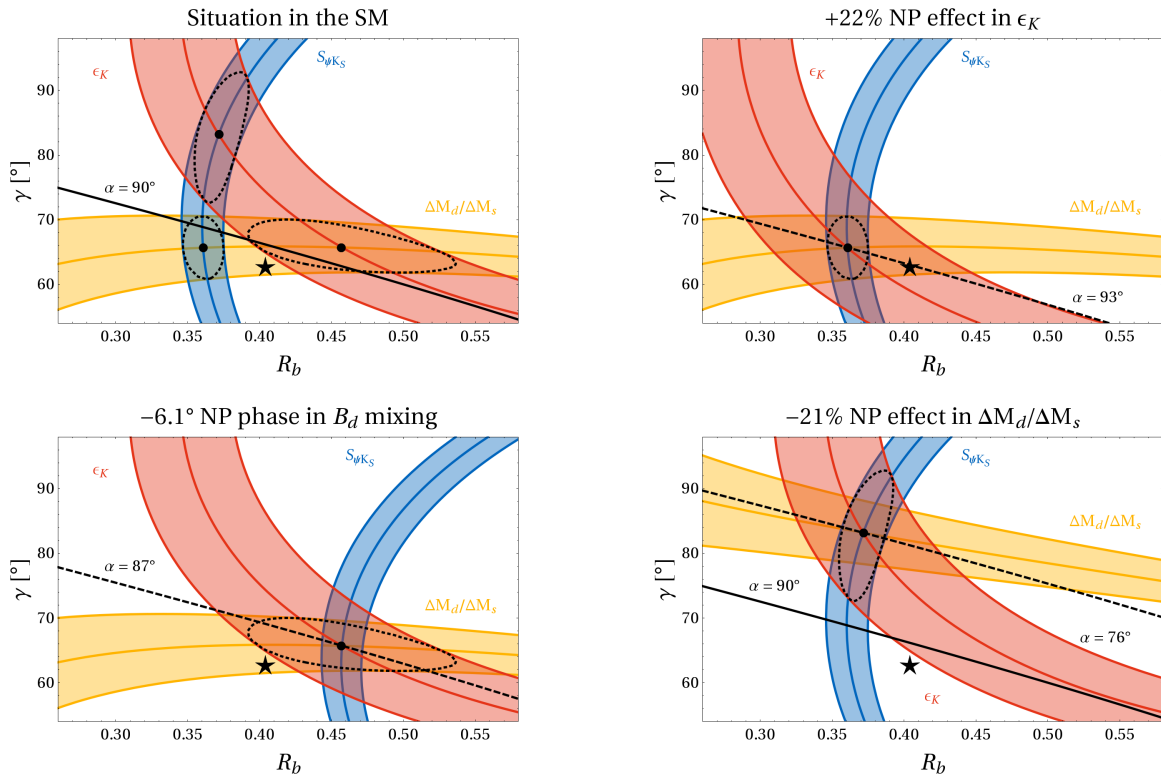 Situation in the SM
ϵ_K
S_ψK_S
α = 90°
ΔM_d/ΔM_s
γ [°]
90
80
70
60
0.30 0.35 0.40 0.45 0.50 0.55
R_b
+22% NP effect in ϵ_K
ϵ_K
S_ψK_S
ΔM_d/ΔM_s
α = 93°
γ [°]
90
80
70
60
0.30 0.35 0.40 0.45 0.50 0.55
R_b
−6.1° NP phase in B_d mixing
ϵ_K
S_ψK_S
α = 87°
ΔM_d/ΔM_s
γ [°]
90
80
70
60
0.30 0.35 0.40 0.45 0.50 0.55
R_b
−21% NP effect in ΔM_d/ΔM_s
S_ψK_S
ΔM_d/ΔM_s
α = 90°
α = 76°
ϵ_K
γ [°]
90
80
70
60
0.30 0.35 0.40 0.45 0.50 0.55
R_b